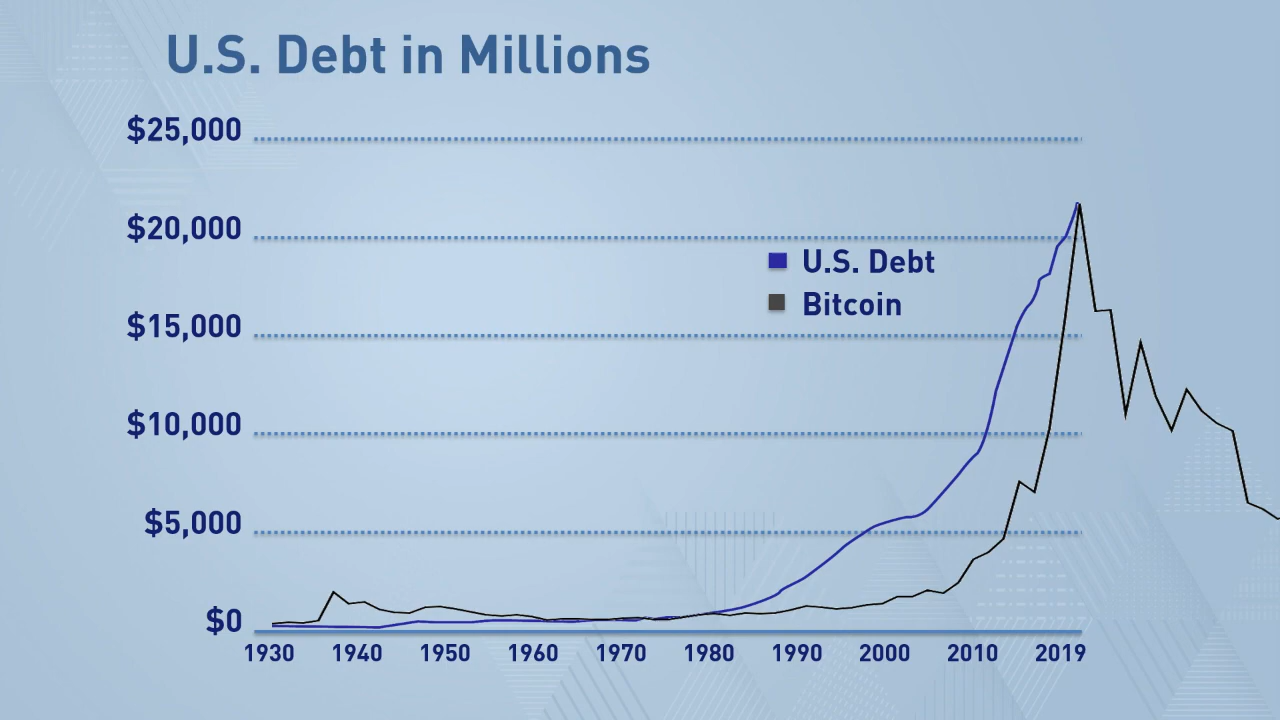 U.S. Debt in Millions
$25,000
$20,000
U.S. Debt
Bitcoin
$15,000
$10,000
$5,000
$0
1930 1940 1950 1960 1970 1980 1990 2000 2010 2019